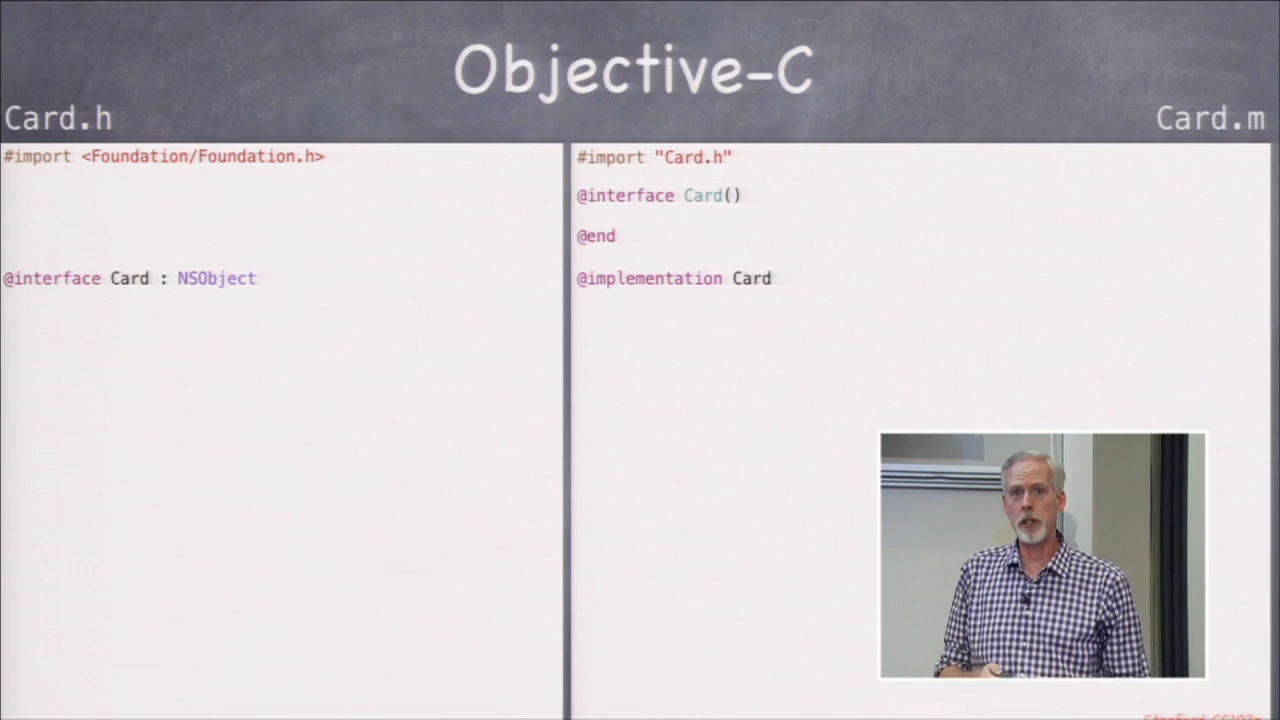 Objective-C
Card.h
Card.m
#import <Foundation/Foundation.h>
@interface Card : NSObject
#import "Card.h"
@interface Card()
@end
@implementation Card